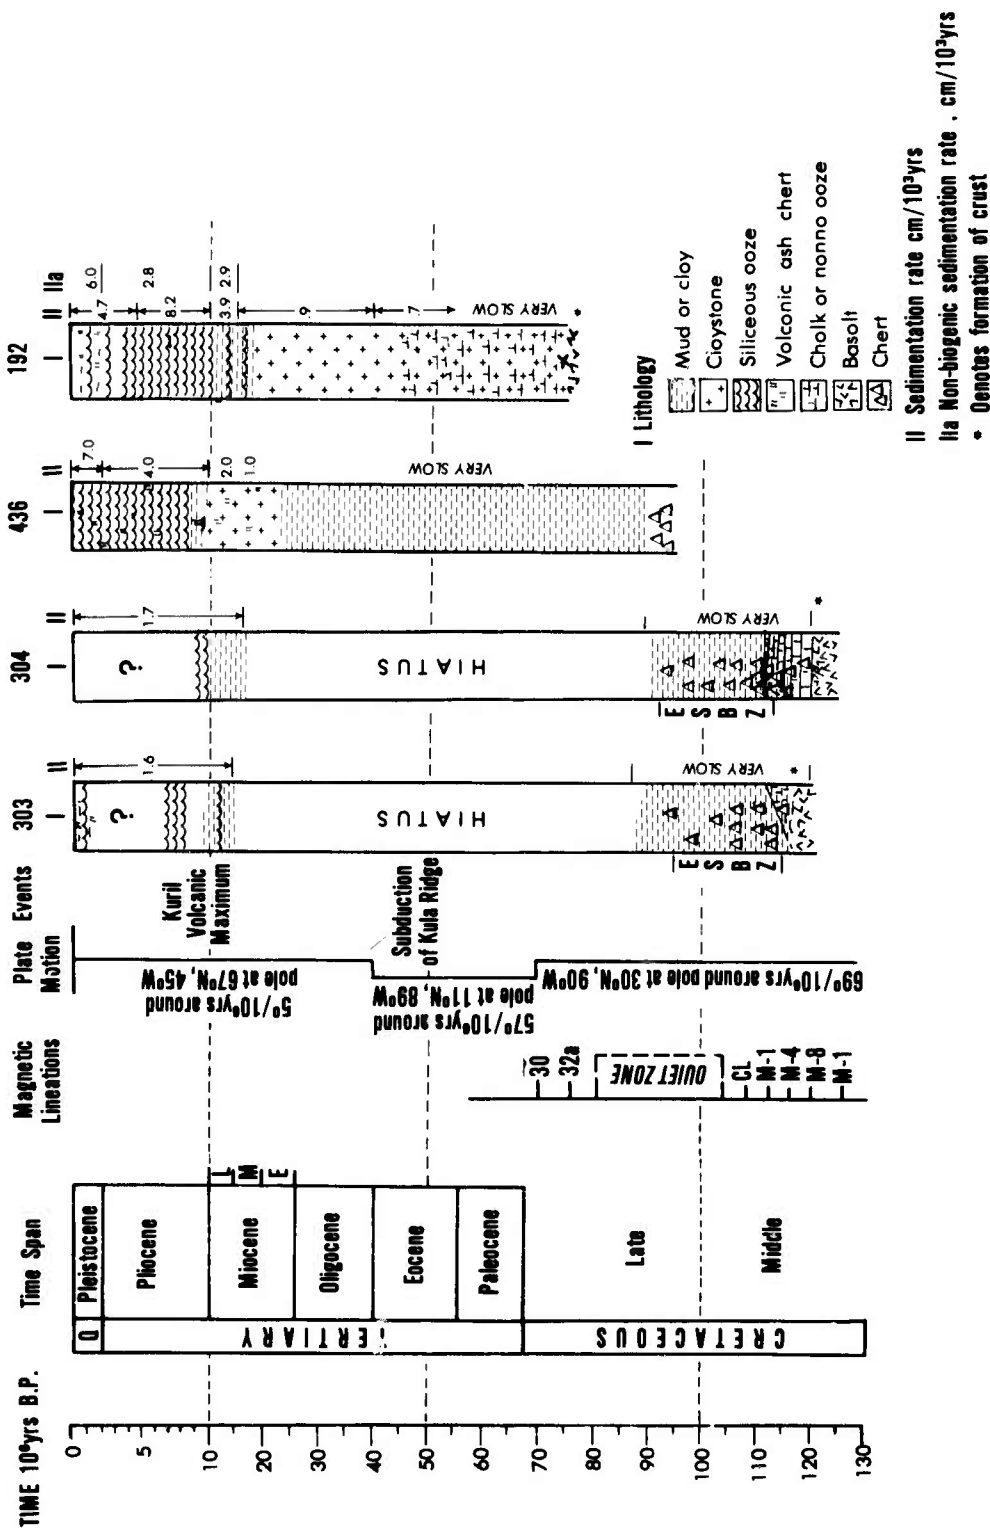 TIME 10⁶yrs B.P.
0
5
10
20
30
40
50
60
70
80
90
100
110
120
130
Time Span
Q
TERTIARY
CRETACEOUS
Pleistocene
Pliocene
Miocene
L
M
E
Oligocene
Eocene
Paleocene
Late
Middle
Magnetic
Lineations
30
32a
QUIET ZONE
CL
M-1
M-4
M-8
M-1
Plate
Motion
5°/10⁶yrs around
pole at 67°N, 45°W
57°/10⁶yrs around
pole at 11°N, 89°W
69°/10⁶yrs around pole at 30°N, 90°W
Events
Kuril
Volcanic
Maximum
Subduction
of Kula Ridge
303
I
II
?
1.6
HIATUS
VERY SLOW
E
S
B
Z
*
304
I
II
?
1.7
HIATUS
VERY SLOW
E
S
B
Z
*
436
I
II
7.0
4.0
2.0
1.0
VERY SLOW
192
I
II
IIa
4.7
6.0
8.2
2.8
3.9
2.9
.9
.7
VERY SLOW
*
I Lithology
Mud or clay
Claystone
Siliceous ooze
Volcanic ash chert
Chalk or nonno ooze
Basalt
Chert
II Sedimentation rate cm/10³yrs
IIa Non-biogenic sedimentation rate , cm/10³yrs
* Denotes formation of crust